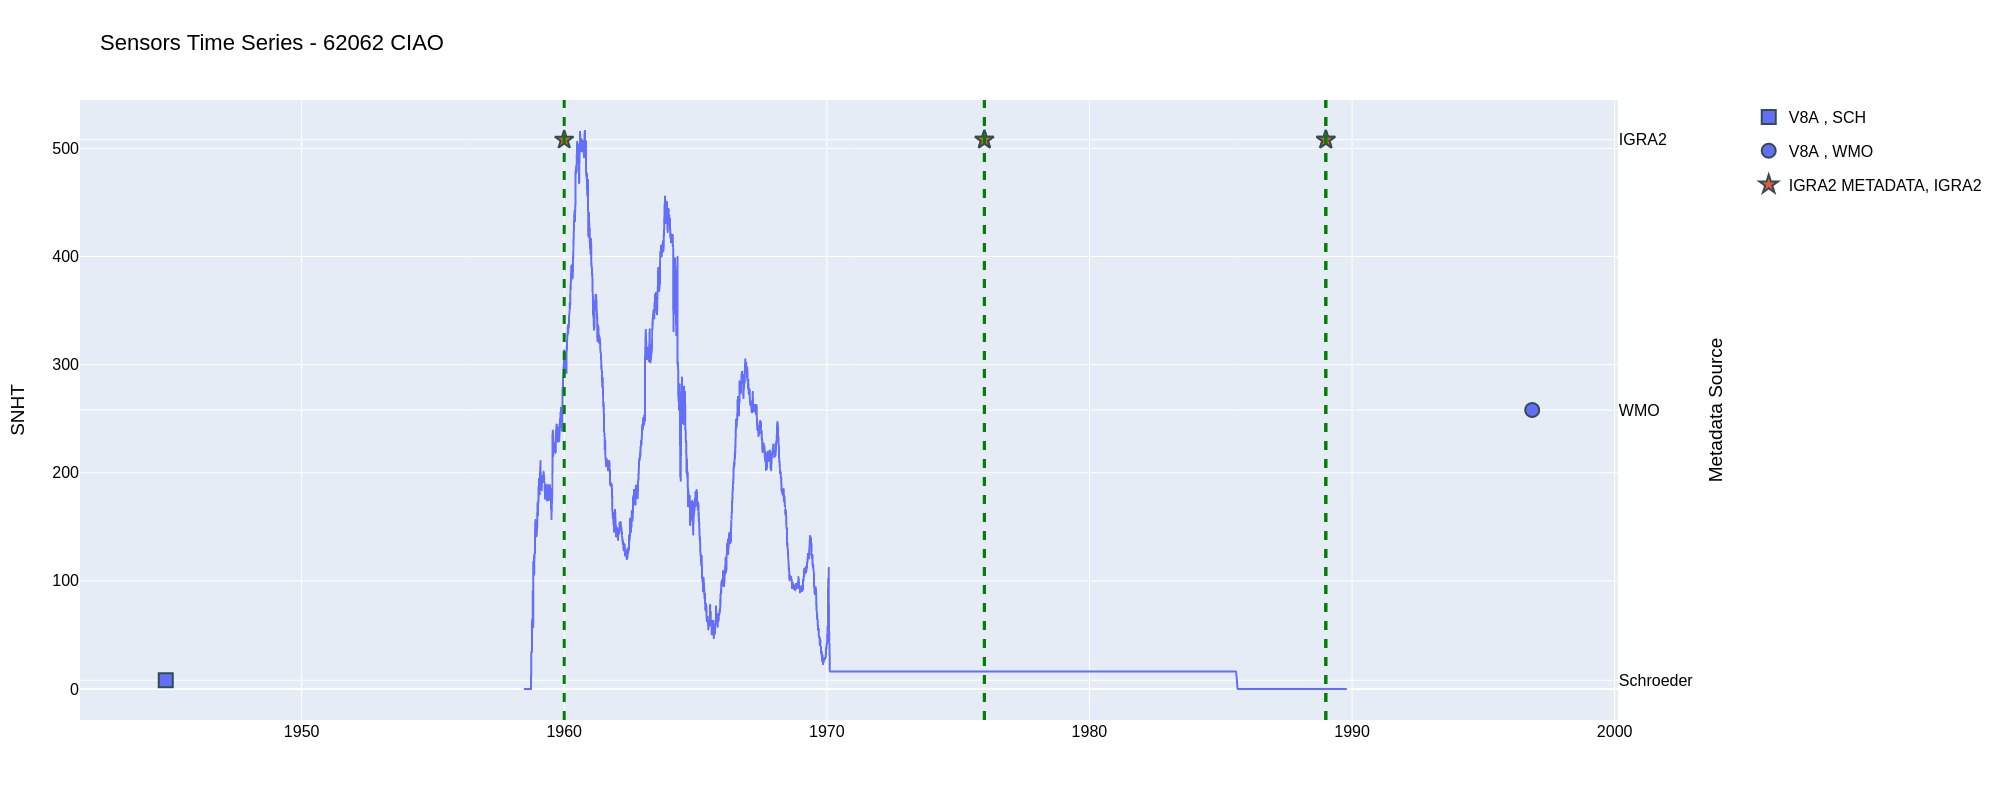 Sensors Time Series - 62062 CIAO
V8A , SCH
V8A , WMO
IGRA2 METADATA, IGRA2
SNHT
500
400
300
200
100
0
IGRA2
WMO
Schroeder
Metadata Source
1950
1960
1970
1980
1990
2000